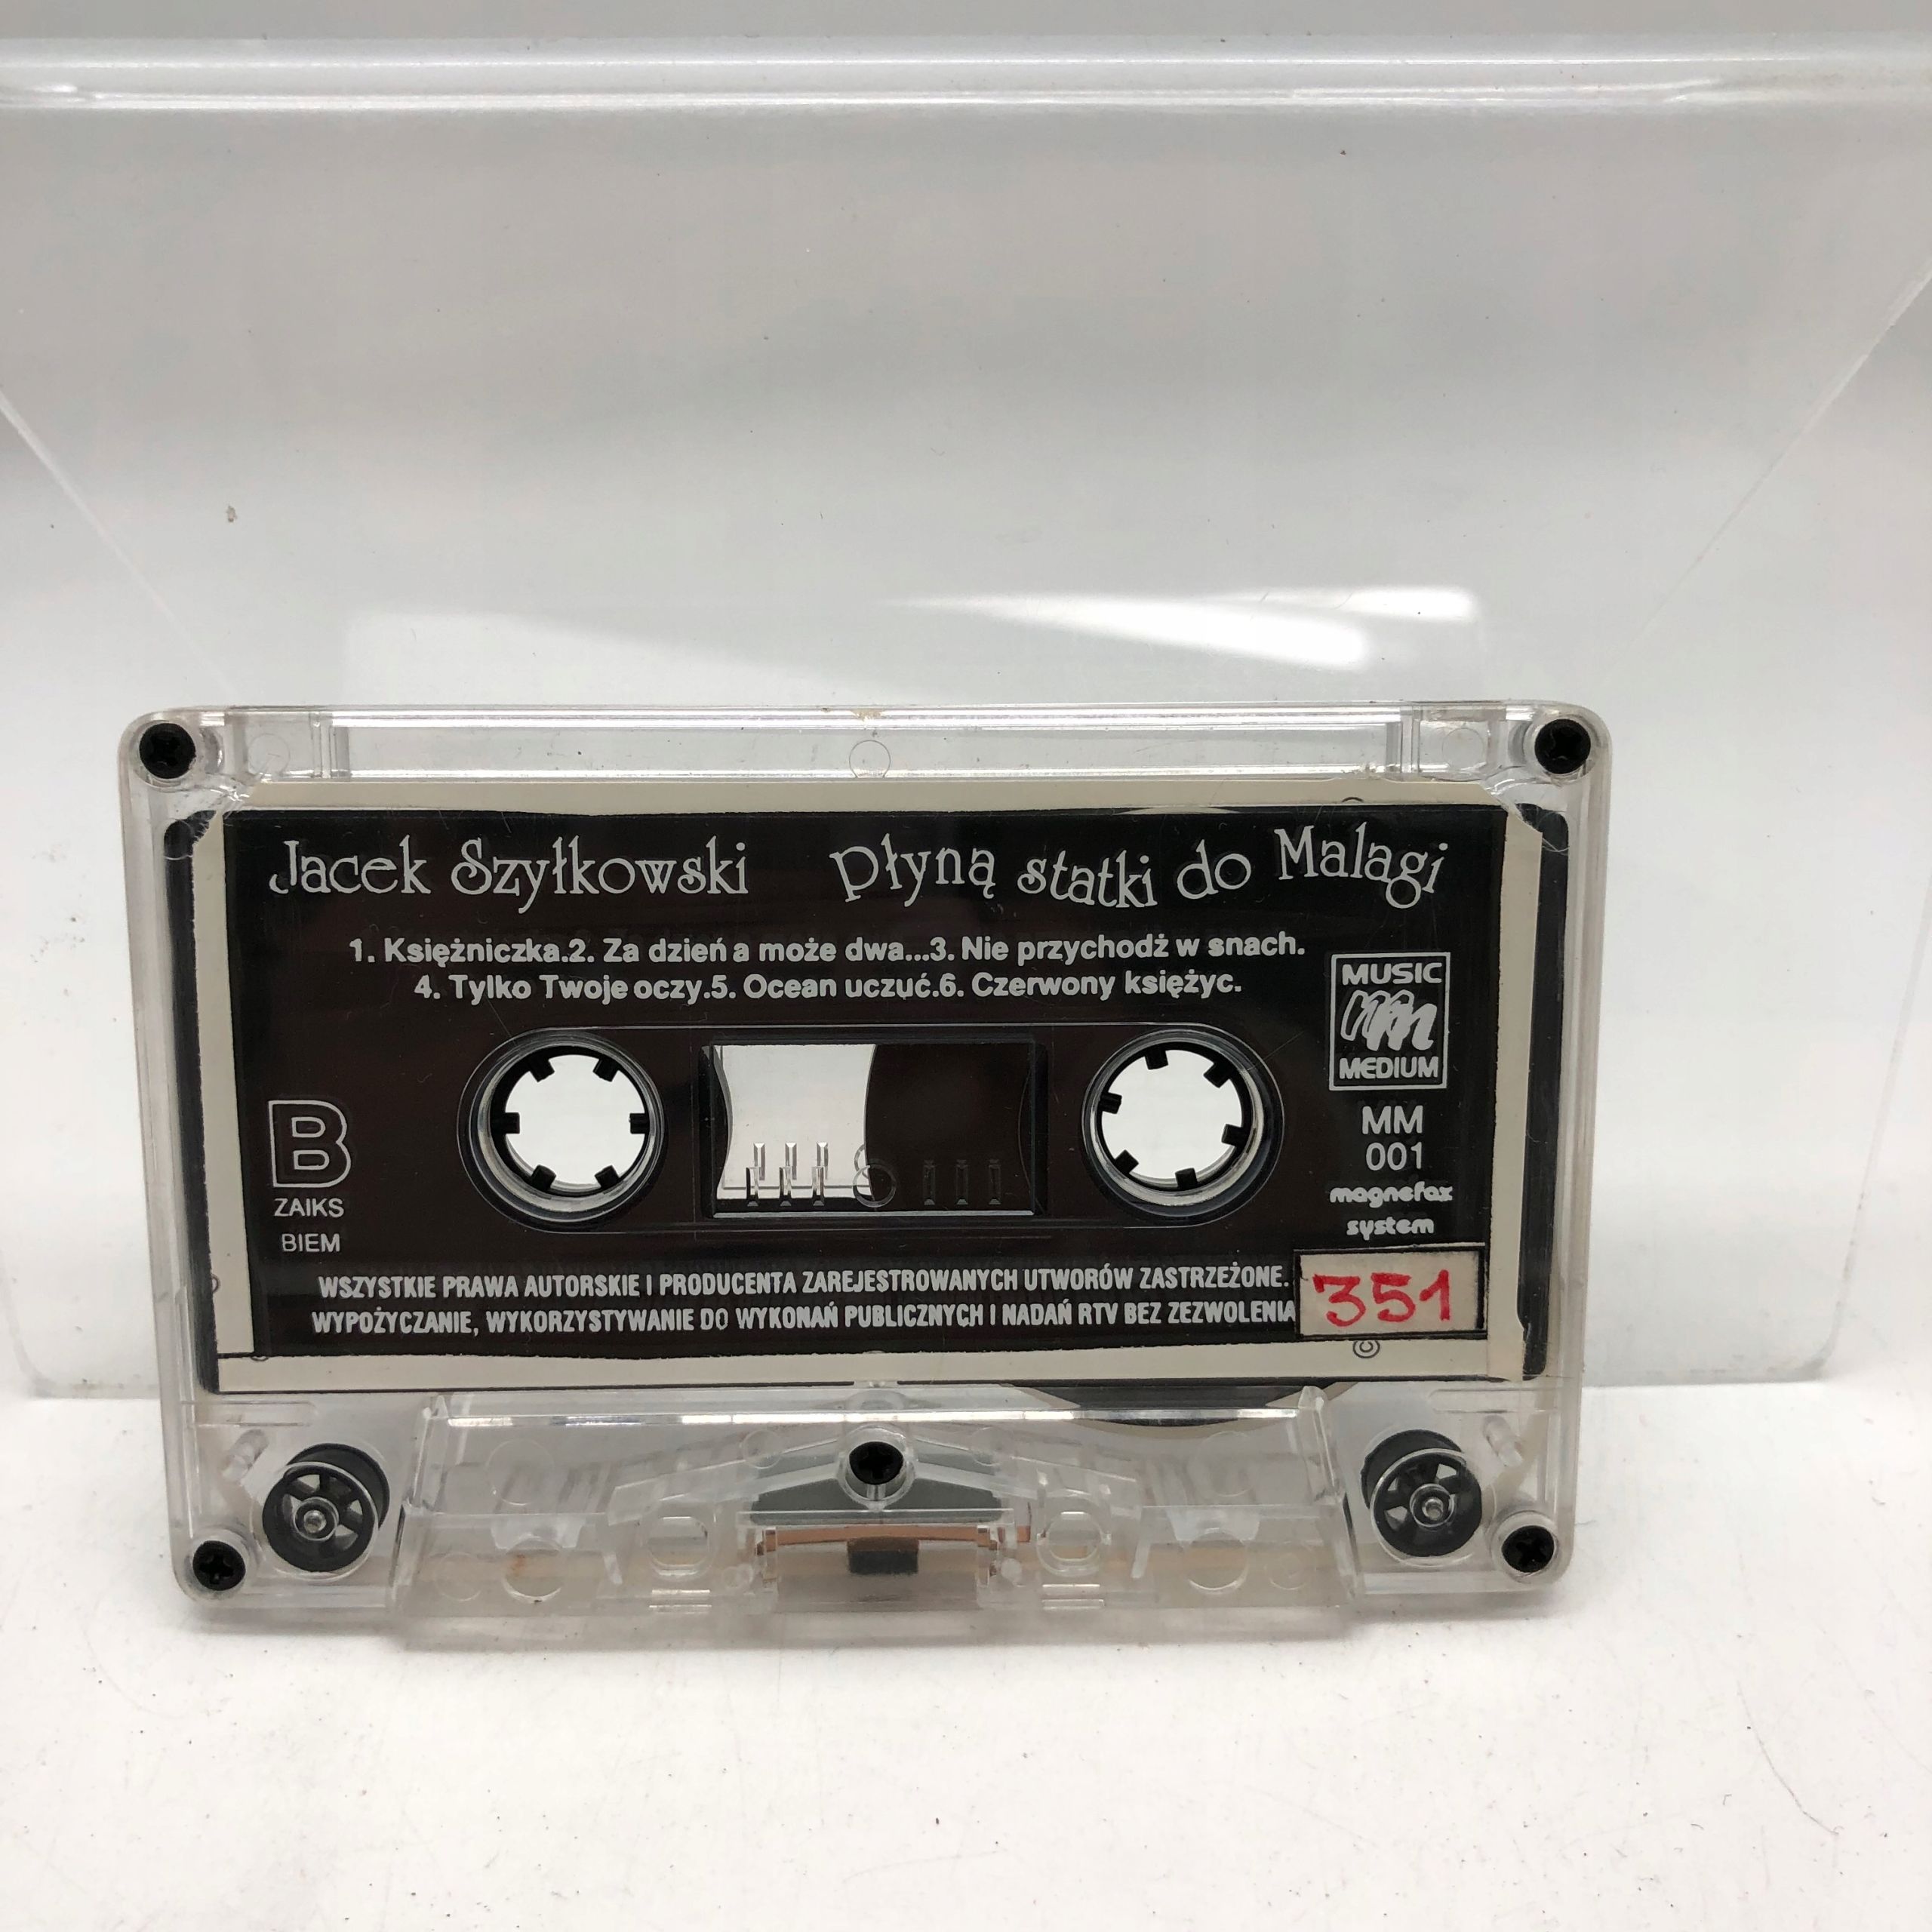 Jacek Szyłkowski Płyną statki do Malagi
1. Księżniczka.2. Za dzień a może dwa...3. Nie przychodż w snach.
4. Tylko Twoje oczy.5. Ocean uczuć.6. Czerwony księżyc.
MUSIC
MEDIUM
B
ZAIKS
BIEM
MM
001
magnefax
system
WSZYSTKIE PRAWA AUTORSKIE I PRODUCENTA ZAREJESTROWANYCH UTWORÓW ZASTRZEŻONE.
WYPOŻYCZANIE, WYKORZYSTYWANIE DO WYKONAŃ PUBLICZNYCH I NADAŃ RTV BEZ ZEZWOLENIA
351
©